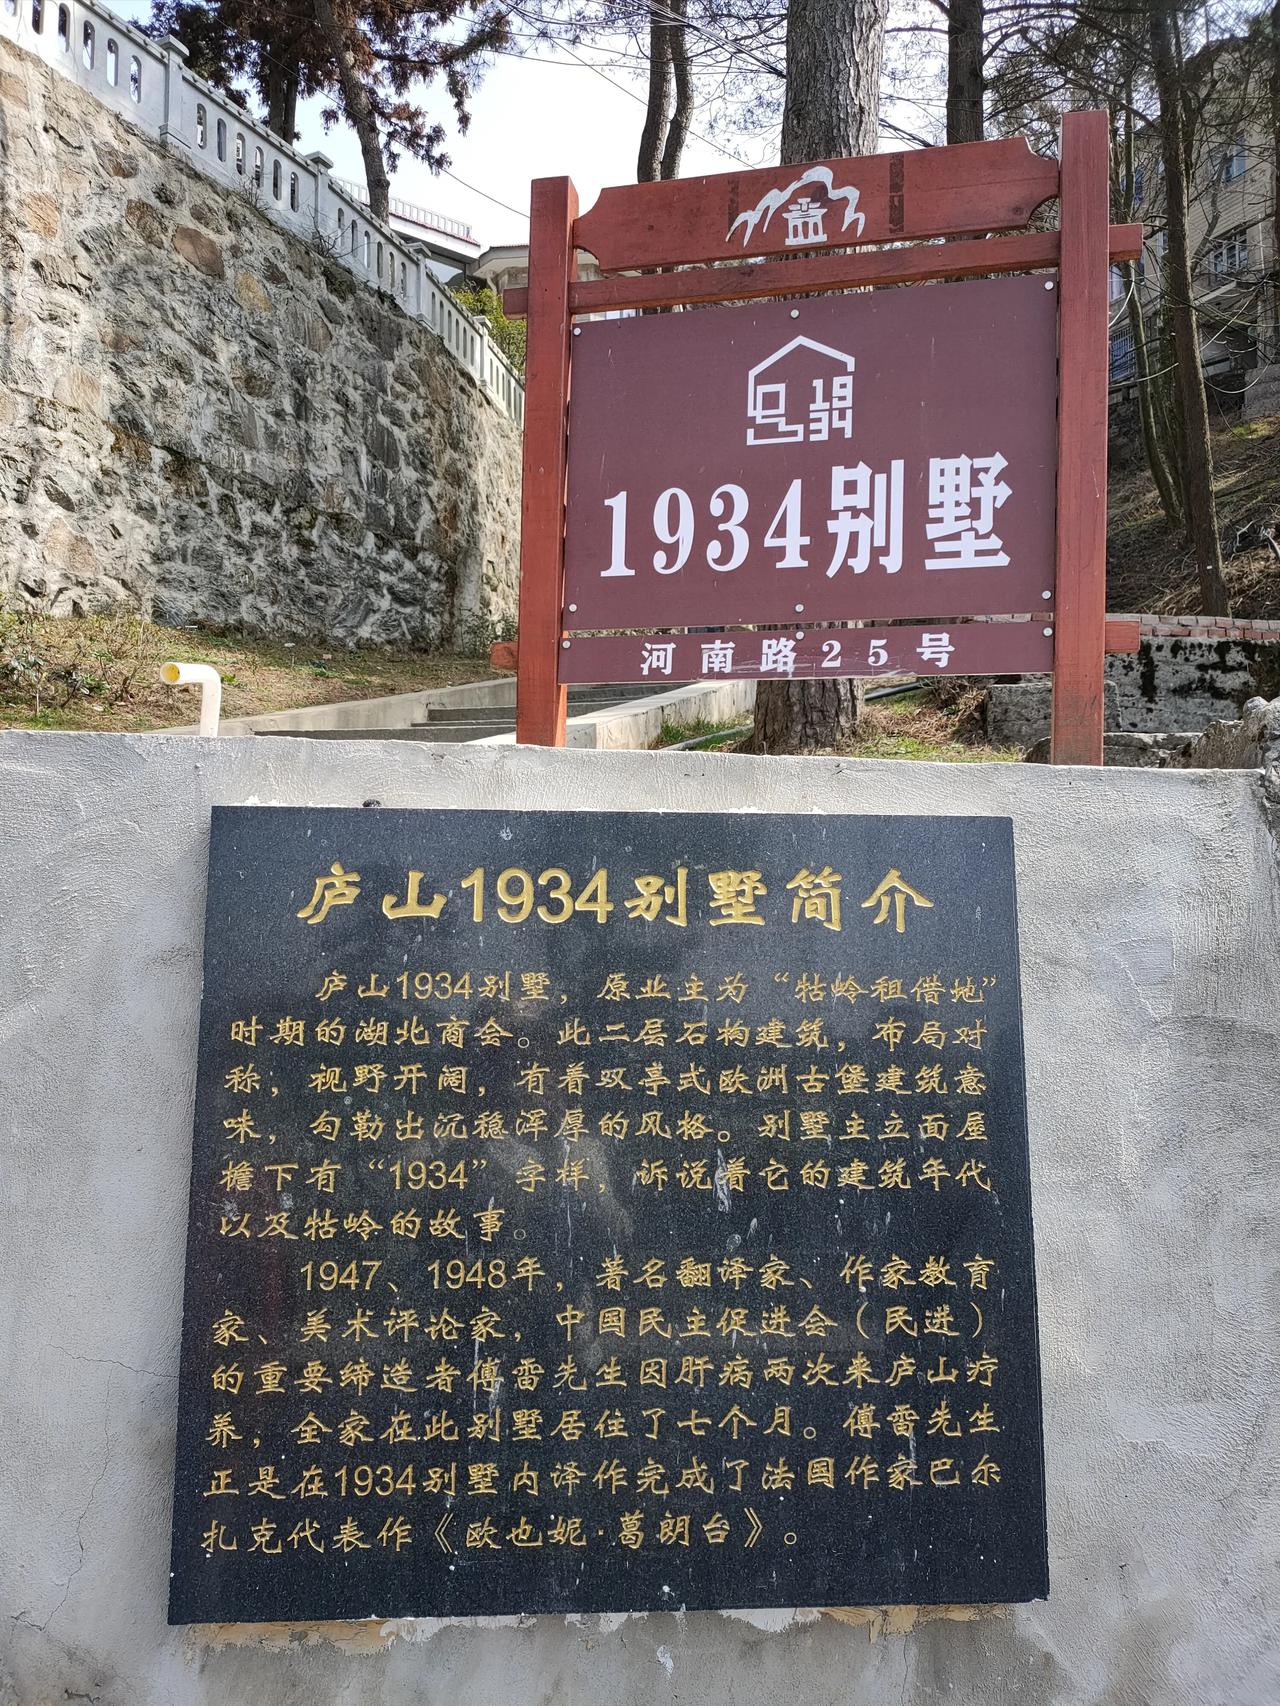 1934
1934别墅
河南路25号
庐山1934别墅简介
庐山1934别墅，原业主为“牯岭租借地”
时期的湖北商会。此二层石构建筑，布局对
称，视野开阔，有着双亭式欧洲古堡建筑意
味，勾勒出沉稳浑厚的风格。别墅主立面屋
檐下有“1934”字样，诉说着它的建筑年代
以及牯岭的故事。
1947、1948年，著名翻译家、作家教育
家、美术评论家，中国民主促进会（民进）
的重要缔造者傅雷先生因肝病两次来庐山疗
养，全家在此别墅居住了七个月。傅雷先生
正是在1934别墅内译作完成了法国作家巴尔
扎克代表作《欧也妮·葛朗台》。